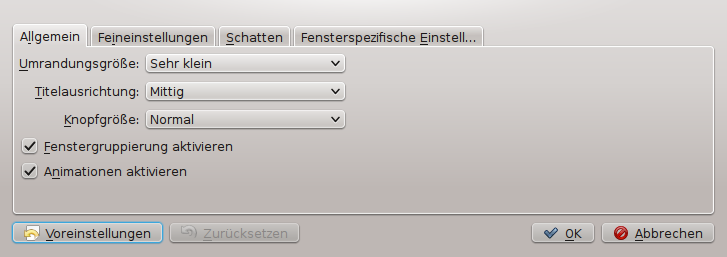 Allgemein Feineinstellungen Schatten Fensterspezifische Einstell...
Umrandungsgröße: Sehr klein
Titelausrichtung: Mittig
Knopfgröße: Normal
Fenstergruppierung aktivieren
Animationen aktivieren
Voreinstellungen Zurücksetzen OK Abbrechen